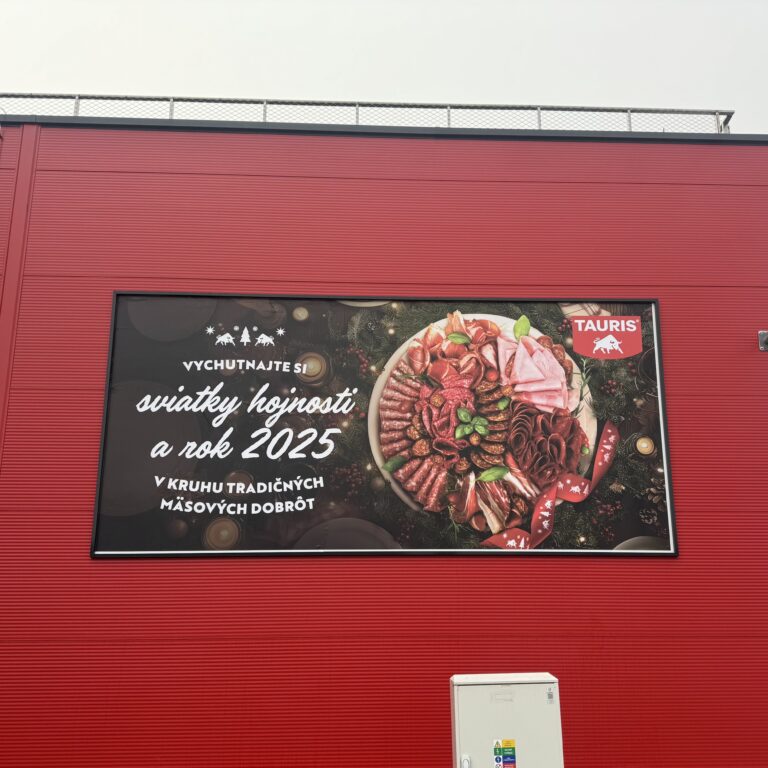 VYCHUTNAJTE SI
sviatky hojnosti
a rok 2025
V KRUHU TRADIČNÝCH
MÄSOVÝCH DOBRÔT
TAURIS